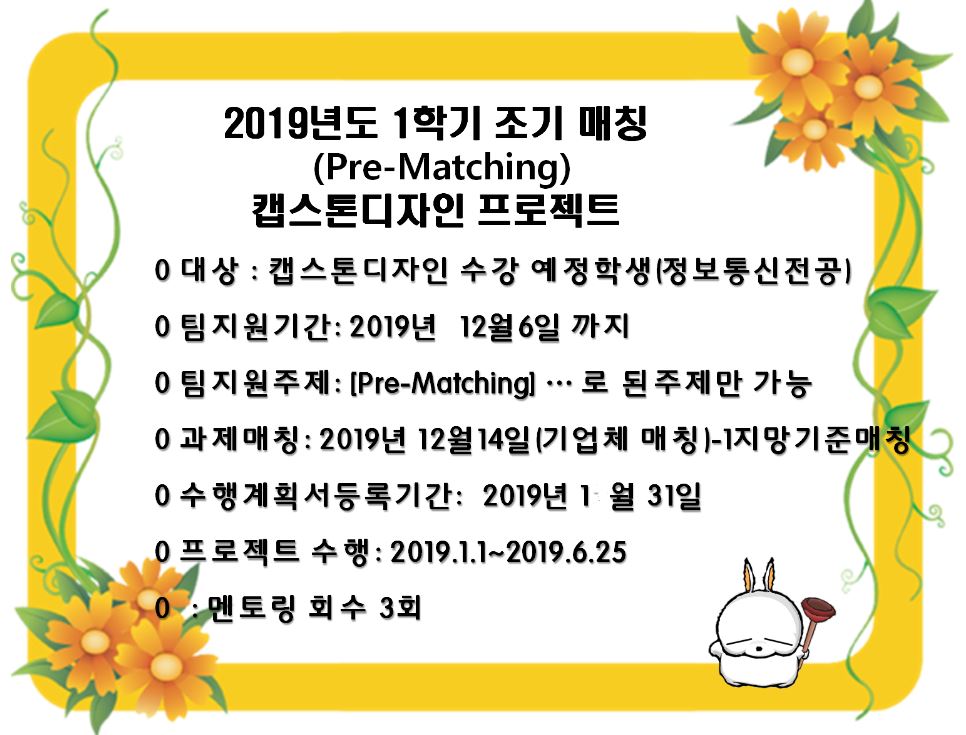 2019년도 1학기 조기 매칭
(Pre-Matching)
캡스톤디자인 프로젝트
0 대상 : 캡스톤디자인 수강 예정학생(정보통신전공)
0 팀지원기간: 2019년 12월6일 까지
0 팀지원주제: [Pre-Matching] ... 로 된주제만 가능
0 과제매칭: 2019년 12월14일(기업체 매칭)-1지망기준매칭
0 수행계획서등록기간: 2019년 1 월 31일
0 프로젝트 수행: 2019.1.1~2019.6.25
0 : 멘토링 회수 3회